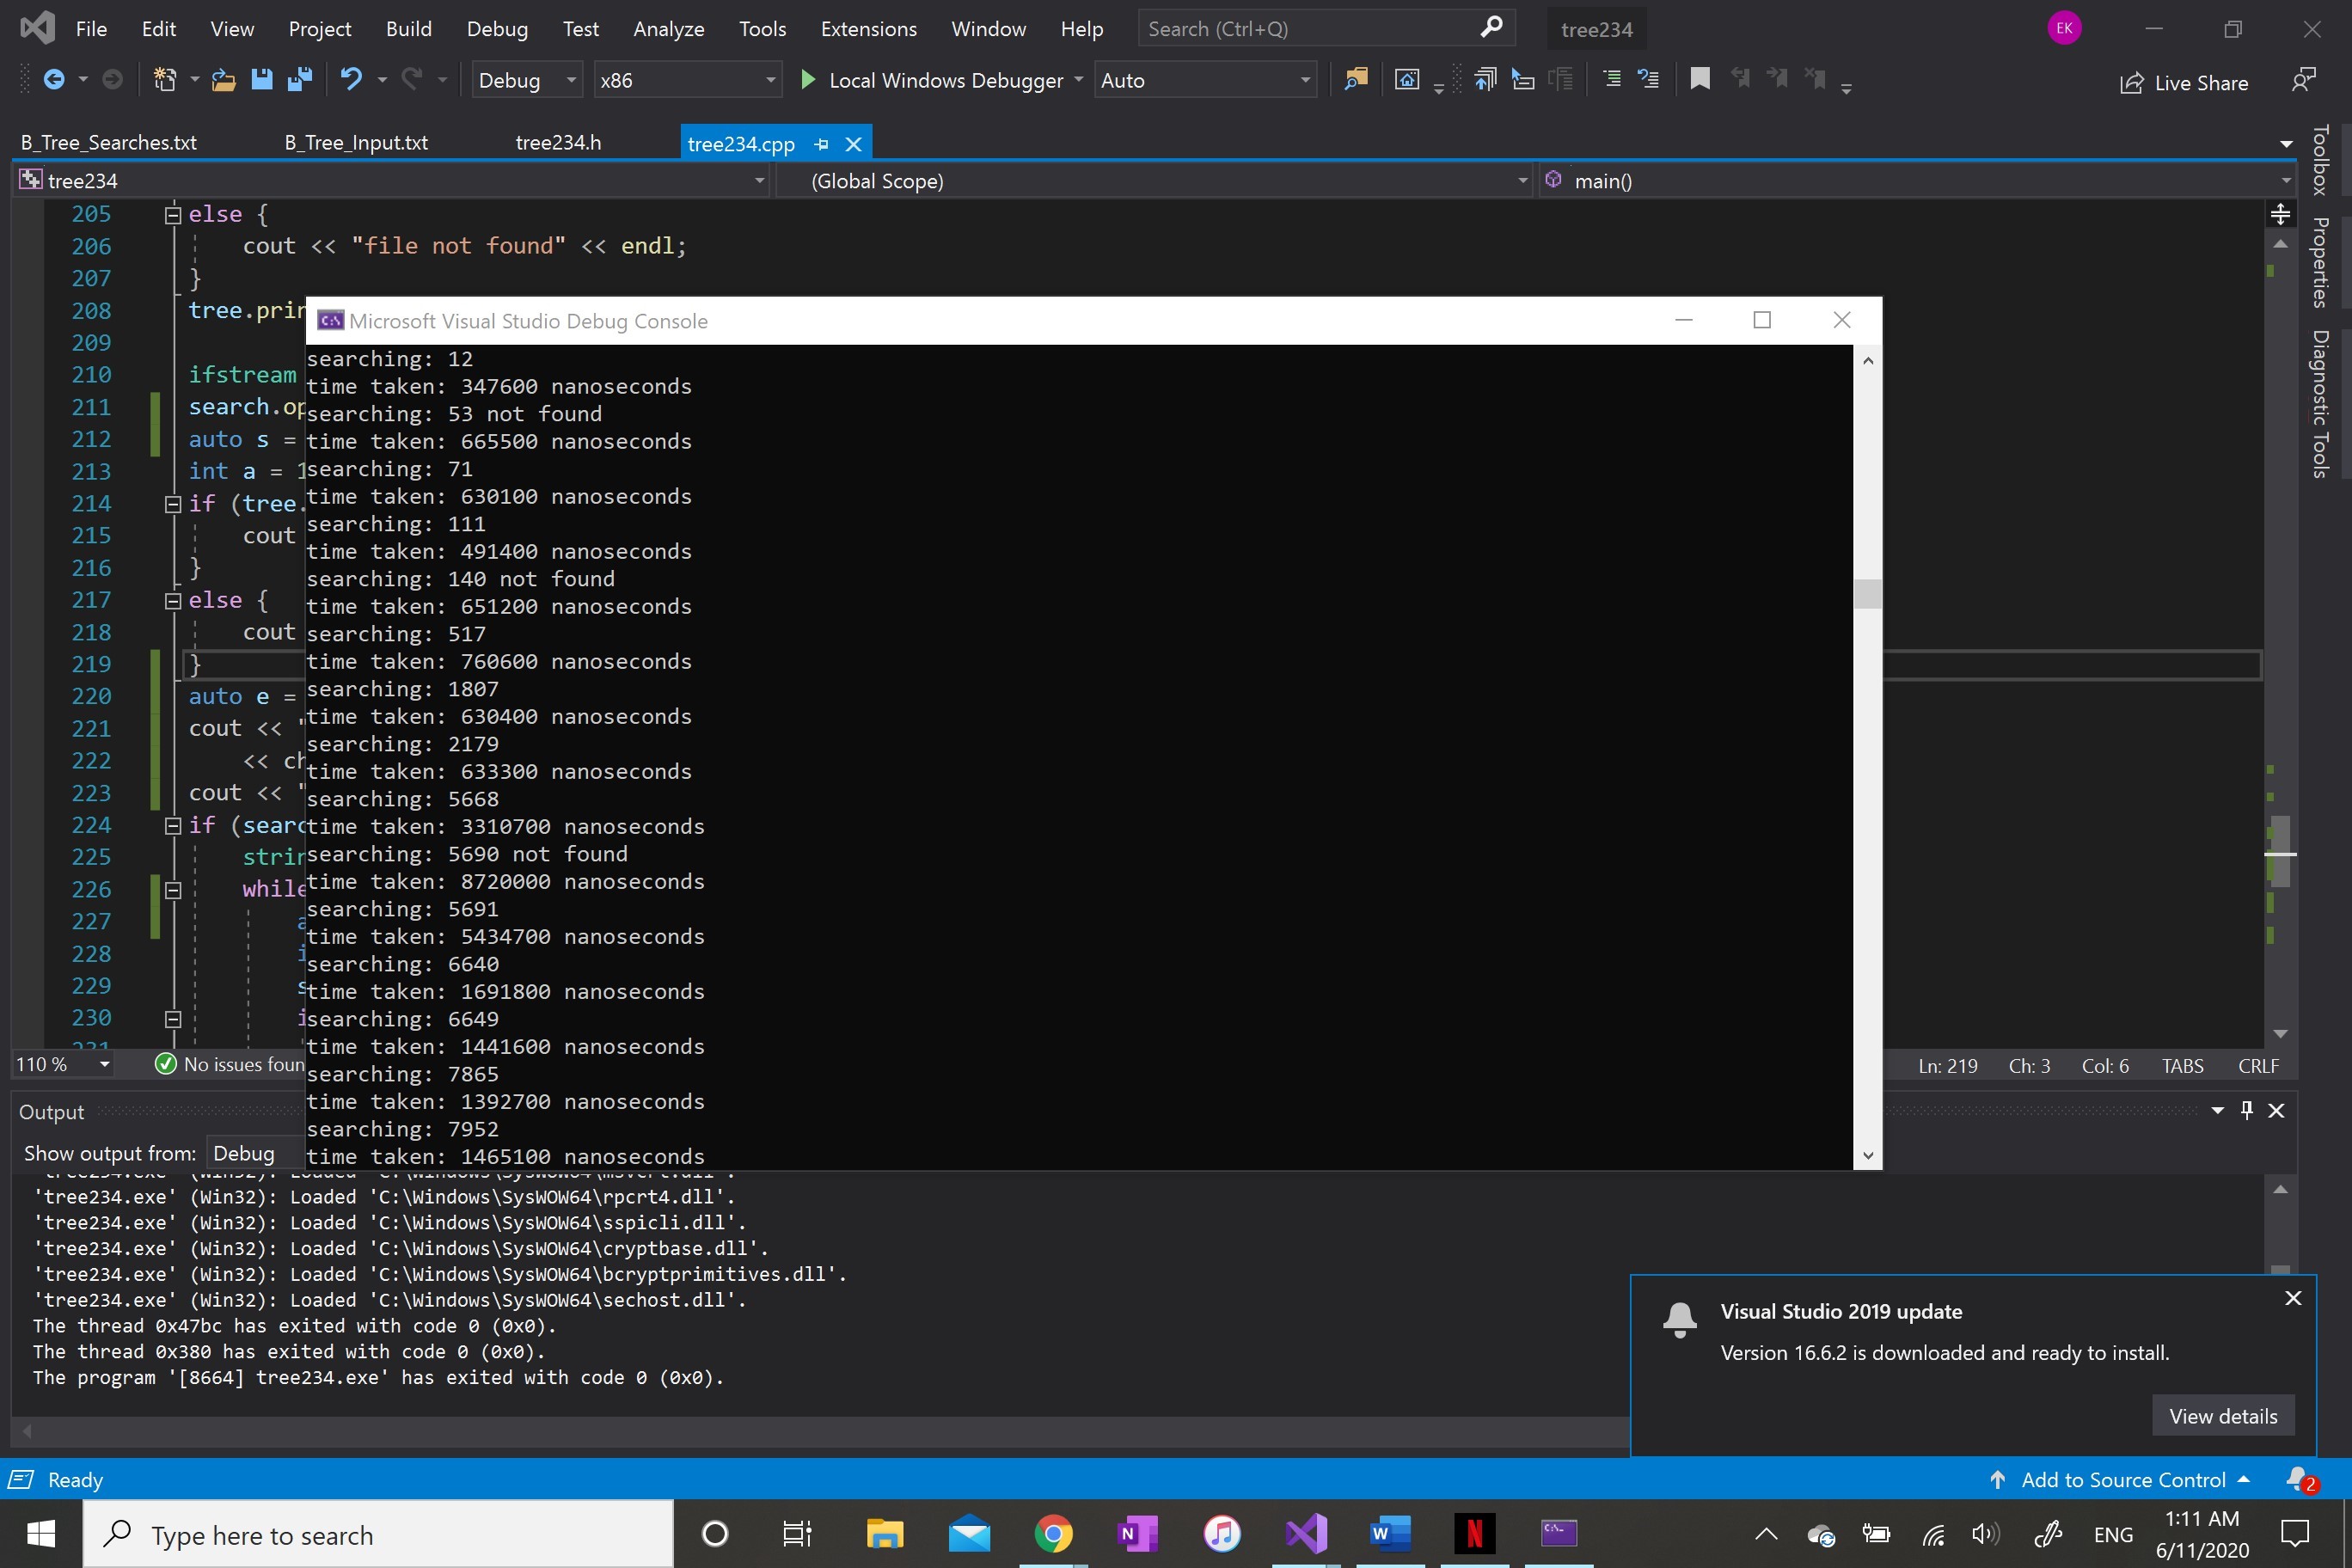 File Edit View Project Build Debug Test Analyze Tools Extensions Window Help Search (Ctrl+Q) tree234 EK
Debug x86 Local Windows Debugger Auto Live Share
B_Tree_Searches.txt B_Tree_Input.txt tree234.h tree234.cpp
tree234 (Global Scope) main()
Toolbox
Properties
Diagnostic Tools
205 else {
206 cout << "file not found" << endl;
207 }
208 tree.prin
209
210 ifstream
211 search.op
212 auto s =
213 int a = 1
214 if (tree.
215 cout
216 }
217 else {
218 cout
219 }
220 auto e =
221 cout << "
222 << ch
223 cout << "
224 if (searc
225 strin
226 while
227 a
228 i
229 s
230 i
231
Microsoft Visual Studio Debug Console
searching: 12
time taken: 347600 nanoseconds
searching: 53 not found
time taken: 665500 nanoseconds
searching: 71
time taken: 630100 nanoseconds
searching: 111
time taken: 491400 nanoseconds
searching: 140 not found
time taken: 651200 nanoseconds
searching: 517
time taken: 760600 nanoseconds
searching: 1807
time taken: 630400 nanoseconds
searching: 2179
time taken: 633300 nanoseconds
searching: 5668
time taken: 3310700 nanoseconds
searching: 5690 not found
time taken: 8720000 nanoseconds
searching: 5691
time taken: 5434700 nanoseconds
searching: 6640
time taken: 1691800 nanoseconds
searching: 6649
time taken: 1441600 nanoseconds
searching: 7865
time taken: 1392700 nanoseconds
searching: 7952
time taken: 1465100 nanoseconds
110 % No issues foun Ln: 219 Ch: 3 Col: 6 TABS CRLF
Output
Show output from: Debug
'tree234.exe' (Win32): Loaded 'C:\Windows\SysWOW64\msvcrt.dll'.
'tree234.exe' (Win32): Loaded 'C:\Windows\SysWOW64\rpcrt4.dll'.
'tree234.exe' (Win32): Loaded 'C:\Windows\SysWOW64\sspicli.dll'.
'tree234.exe' (Win32): Loaded 'C:\Windows\SysWOW64\cryptbase.dll'.
'tree234.exe' (Win32): Loaded 'C:\Windows\SysWOW64\bcryptprimitives.dll'.
'tree234.exe' (Win32): Loaded 'C:\Windows\SysWOW64\sechost.dll'.
The thread 0x47bc has exited with code 0 (0x0).
The thread 0x380 has exited with code 0 (0x0).
The program '[8664] tree234.exe' has exited with code 0 (0x0).
Visual Studio 2019 update
Version 16.6.2 is downloaded and ready to install.
View details
Ready Add to Source Control 2
Type here to search ENG 1:11 AM
6/11/2020